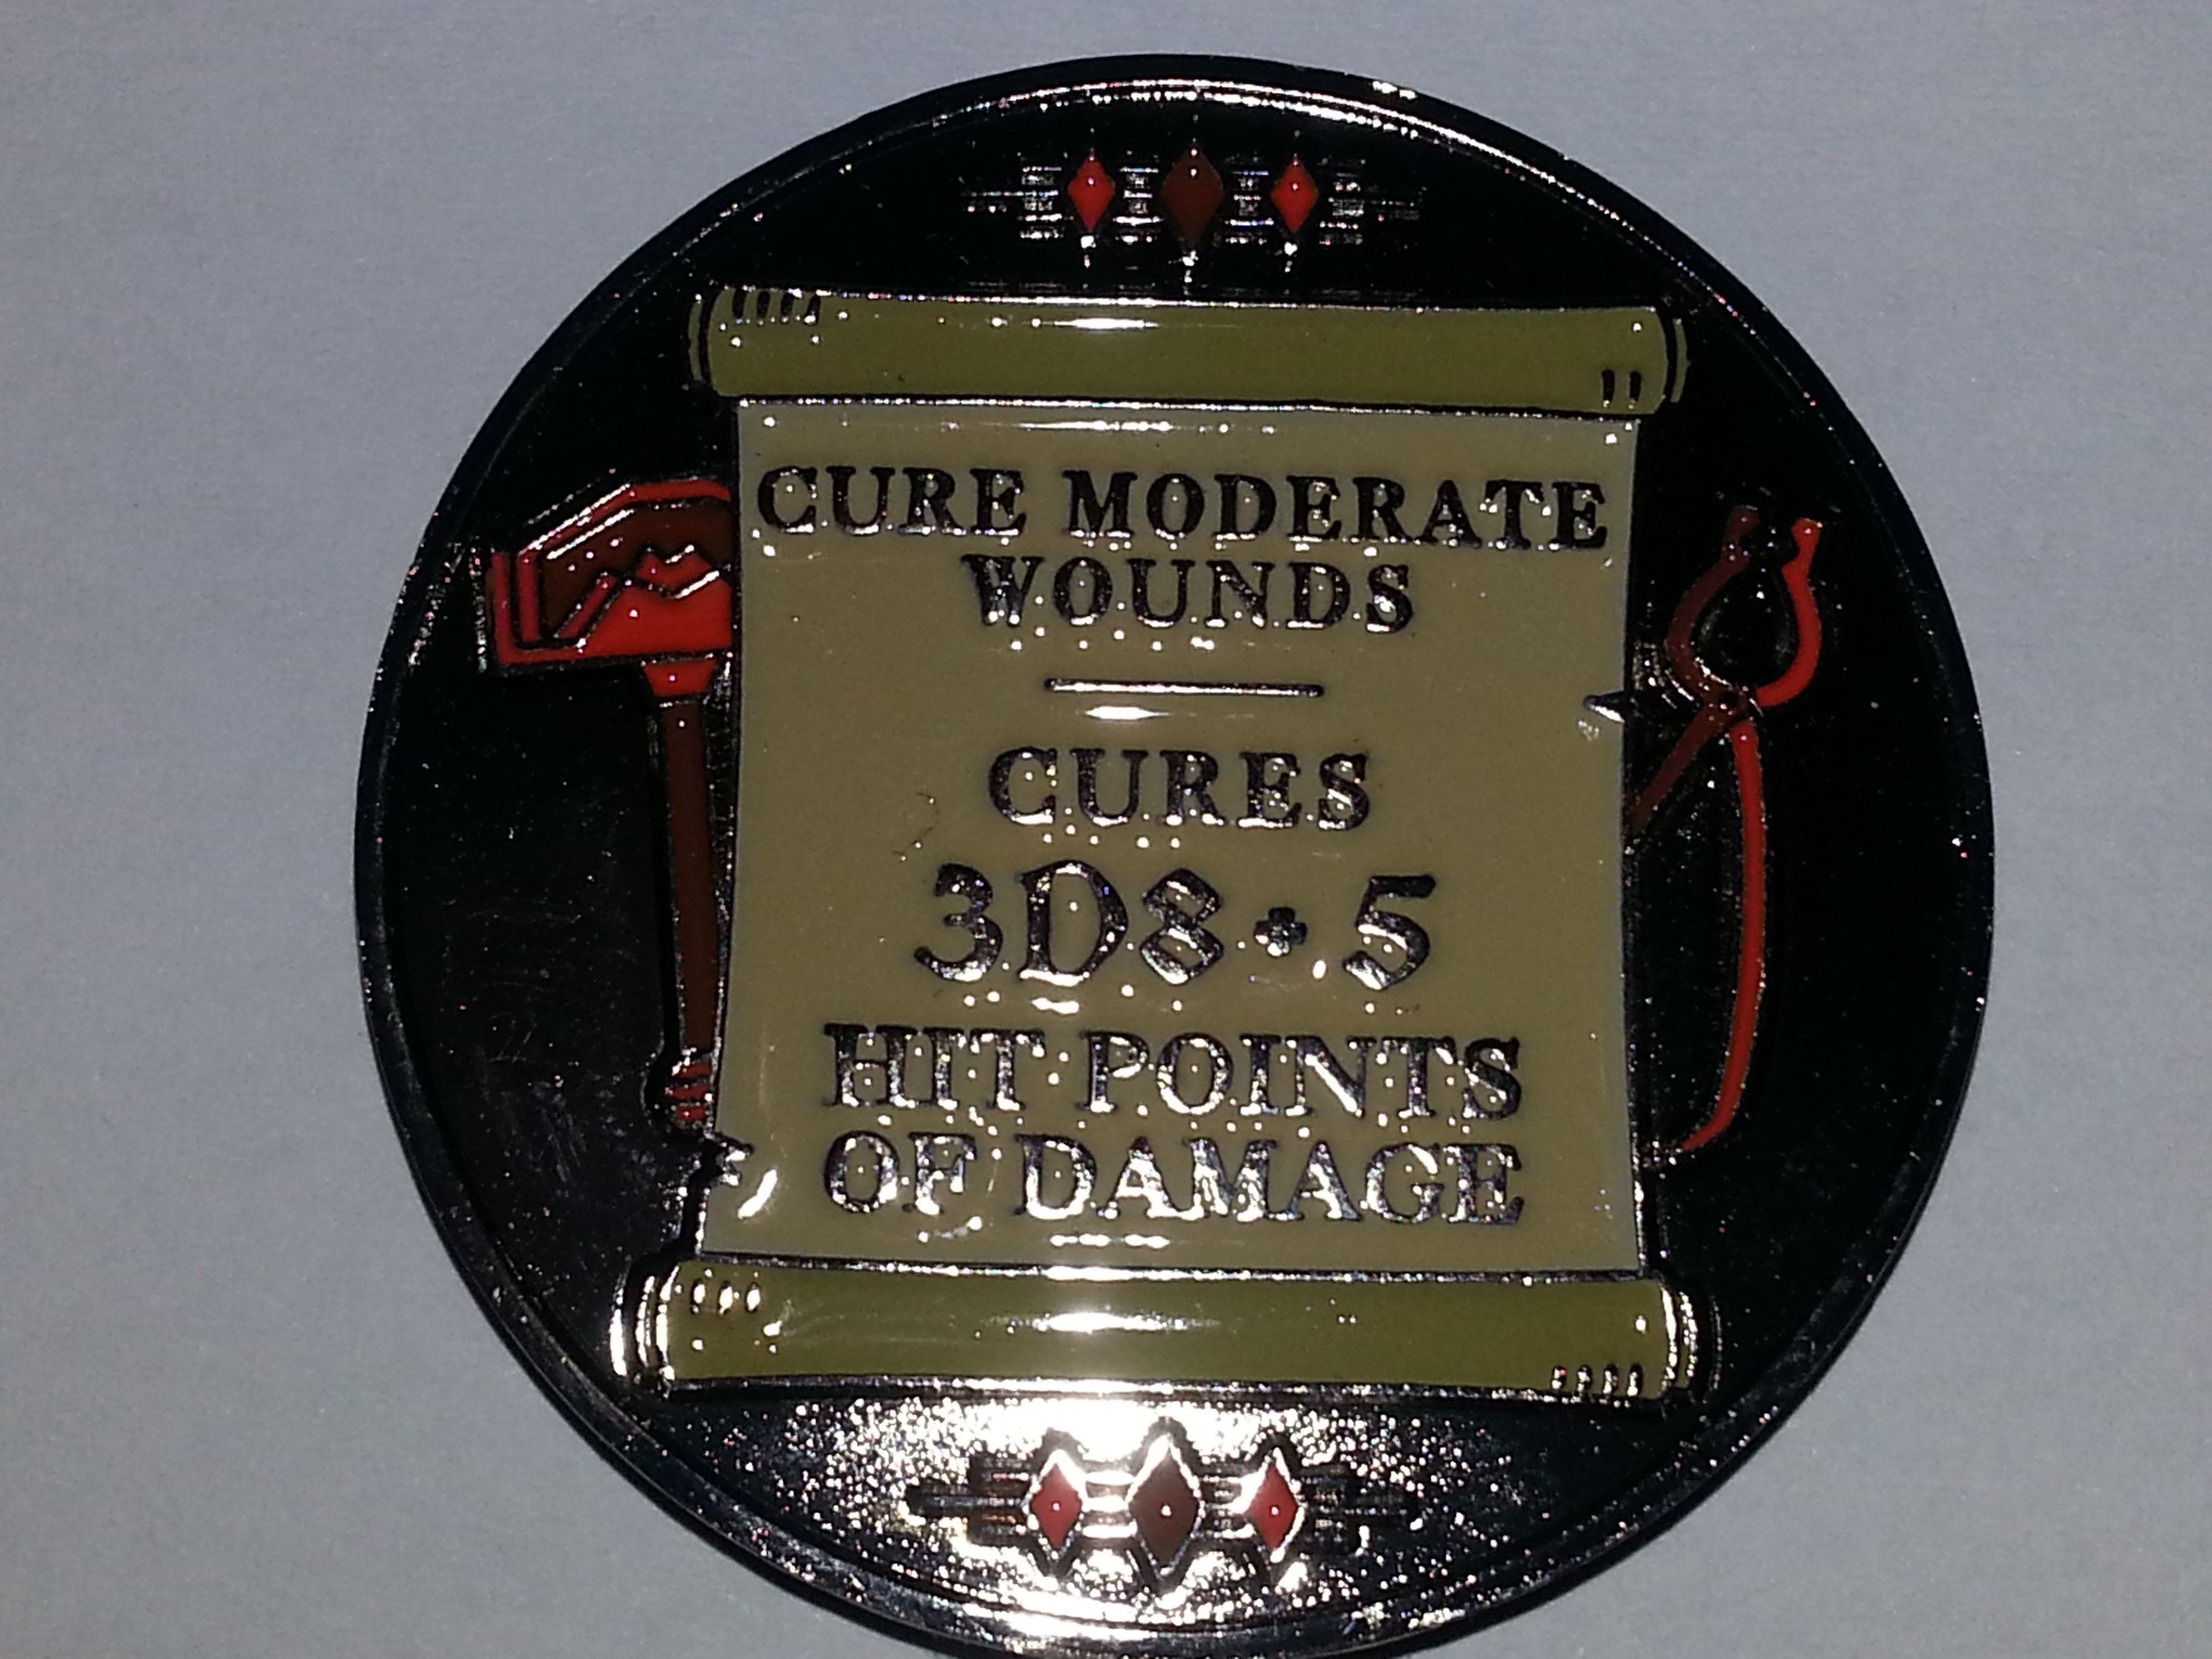 CURE MODERATE
WOUNDS
CURES
3D8+5
HIT POINTS
OF DAMAGE